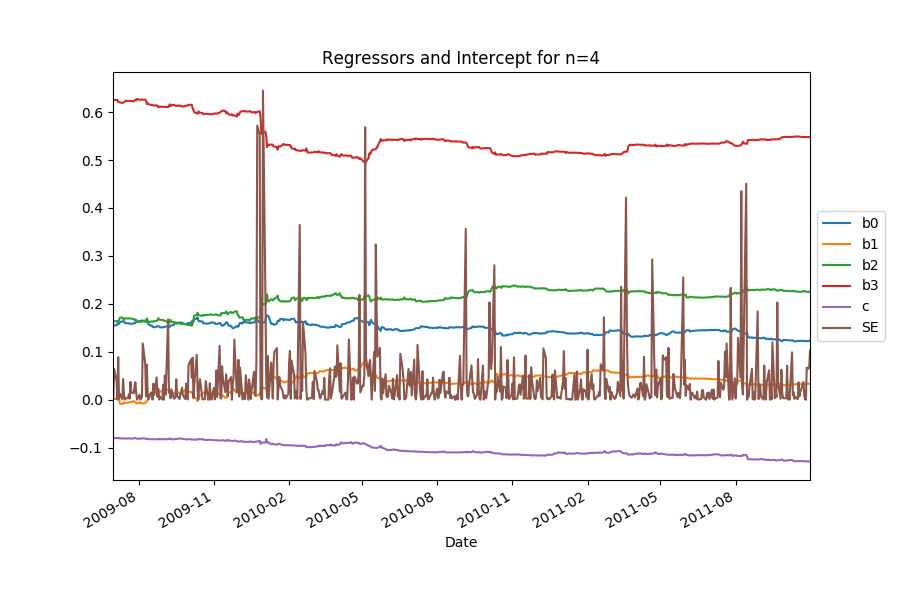 Regressors and Intercept for n=4
0.6
0.5
0.4
0.3
0.2
0.1
0.0
−0.1
2009-08
2009-11
2010-02
2010-05
2010-08
2010-11
2011-02
2011-05
2011-08
Date
b0
b1
b2
b3
c
SE